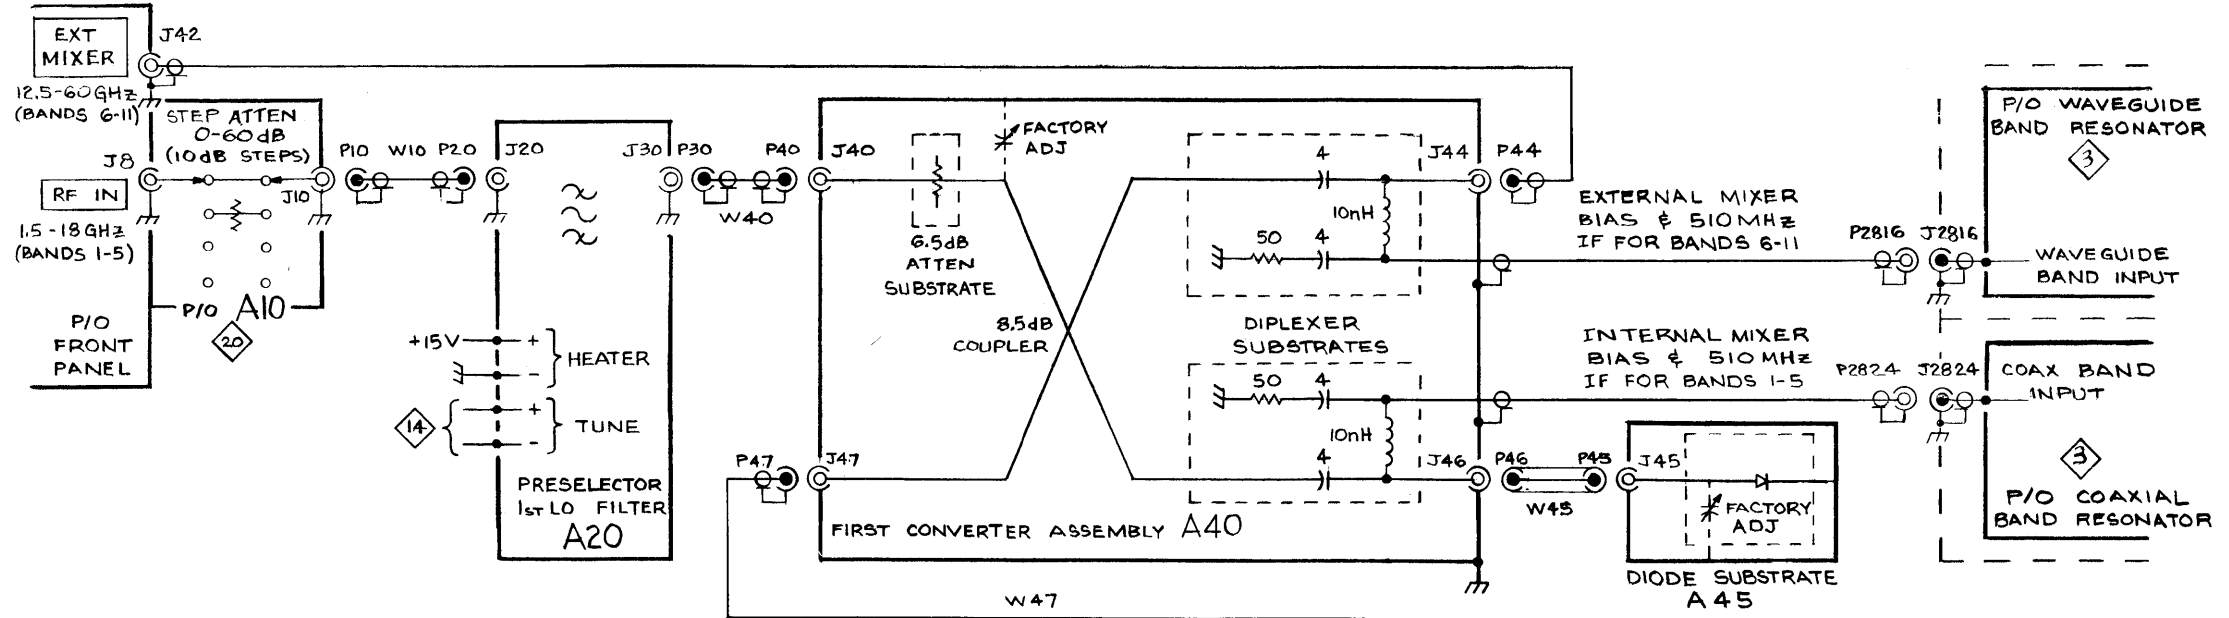 EXT
MIXER
J42
12.5-60GHz
(BANDS 6-11)
STEP ATTEN
0-60dB
(10dB STEPS)
J8
RF IN
1.5-18GHz
(BANDS 1-5)
J10
P10 W10 P20
J20
J30 P30
W40
P40
J40
P/O A10
20
P/O
FRONT
PANEL
+15V
+
-
HEATER
14
+
-
TUNE
PRESELECTOR
1ST LO FILTER
A20
FACTORY
ADJ
6.5dB
ATTEN
SUBSTRATE
8.5dB
COUPLER
4
10nH
50 4
DIPLEXER
SUBSTRATES
50 4
10nH
4
J44 P44
EXTERNAL MIXER
BIAS & 510MHz
IF FOR BANDS 6-11
P2816 J2816
P/O WAVEGUIDE
BAND RESONATOR
3
WAVEGUIDE
BAND INPUT
INTERNAL MIXER
BIAS & 510MHz
IF FOR BANDS 1-5
P2824 J2824
COAX BAND
INPUT
3
P/O COAXIAL
BAND RESONATOR
P47
J47
FIRST CONVERTER ASSEMBLY A40
J46 P46 P45 J45
W45
FACTORY
ADJ
DIODE SUBSTRATE
A45
W47